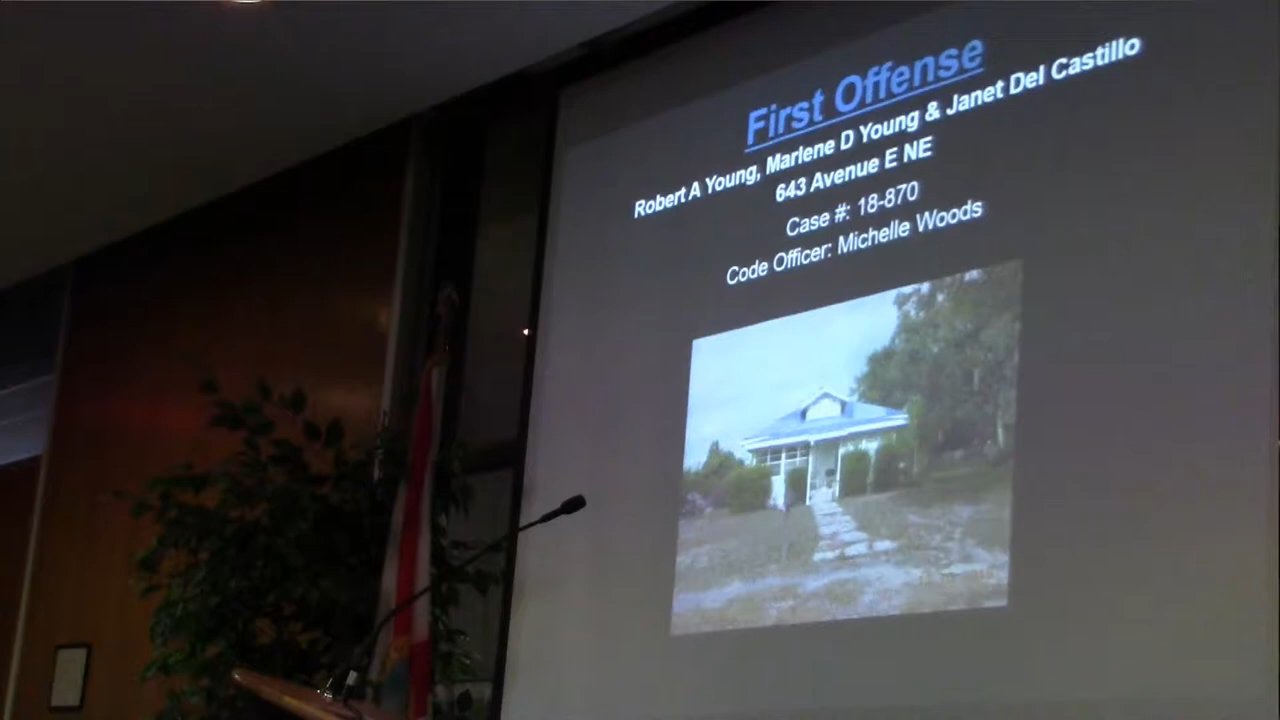 First Offense
Robert A Young, Marlene D Young & Janet Del Castillo
643 Avenue E NE
Case #: 18-870
Code Officer: Michelle Woods